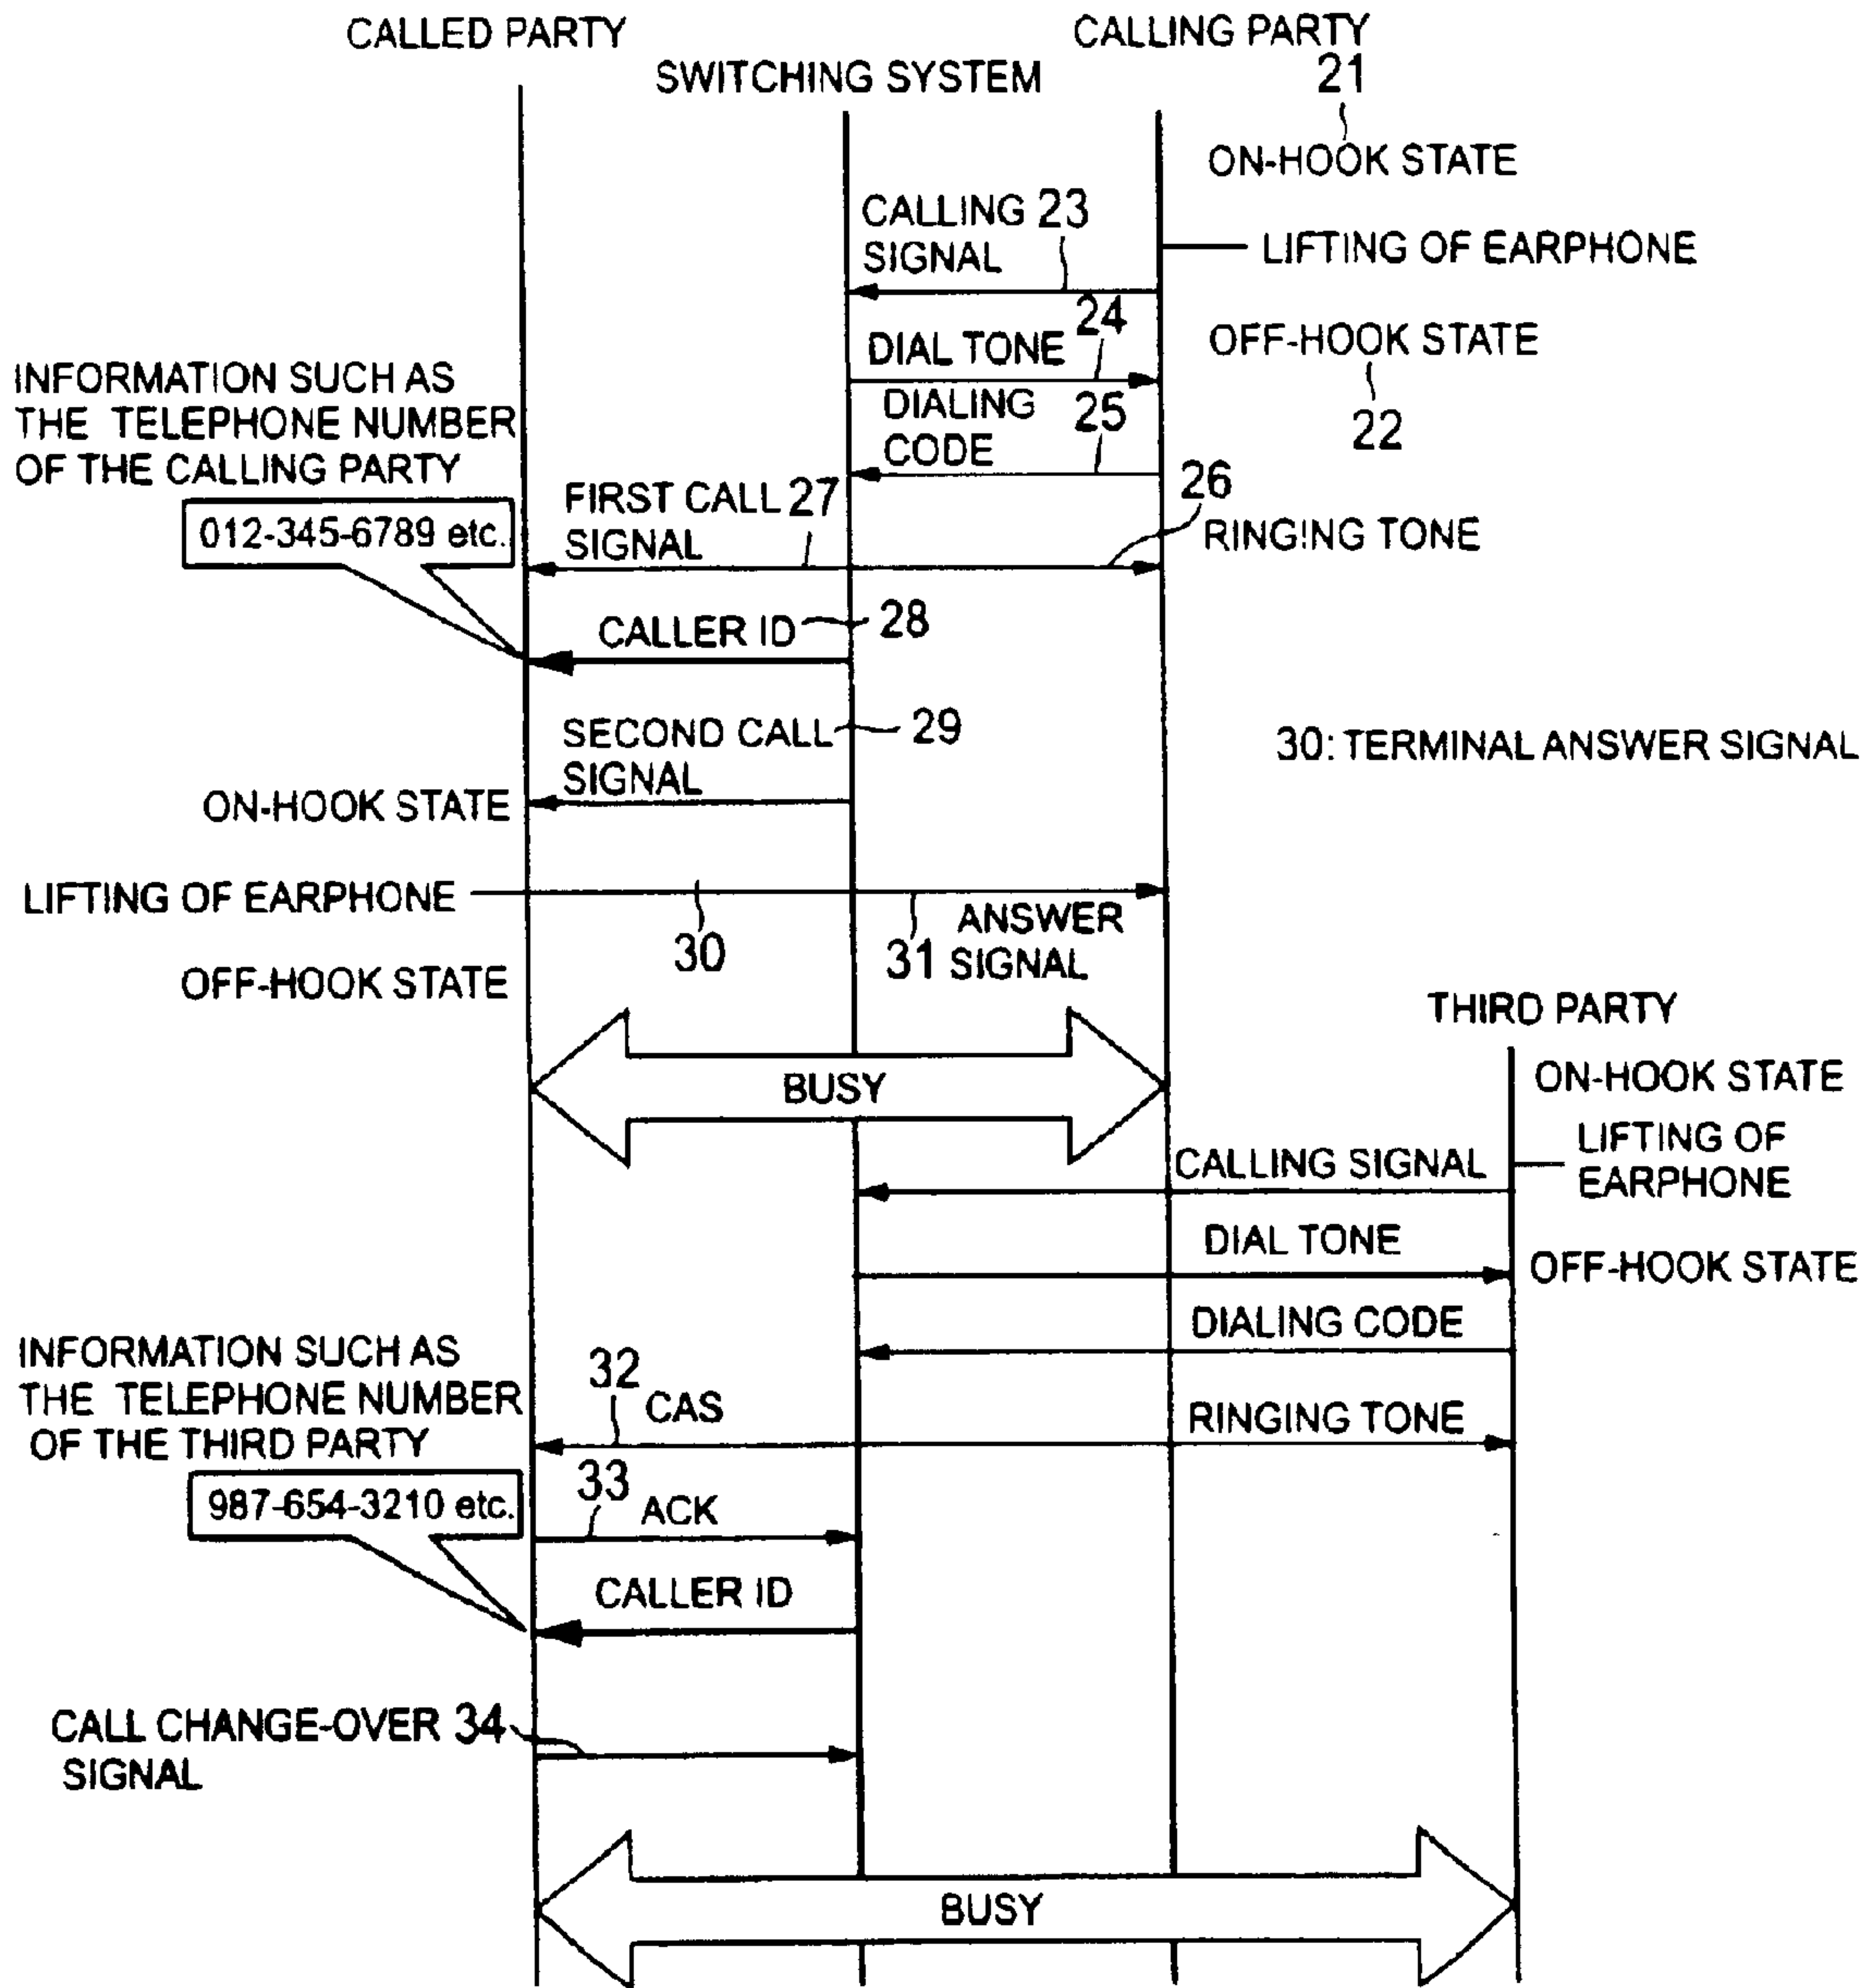 CALLED PARTY
CALLING PARTY
SWITCHING SYSTEM
21
ON-HOOK STATE
CALLING 23
SIGNAL
LIFTING OF EARPHONE
24
DIAL TONE
OFF-HOOK STATE
22
INFORMATION SUCH AS
THE TELEPHONE NUMBER
OF THE CALLING PARTY
DIALING
CODE
25
26
012-345-6789 etc.
FIRST CALL 27
SIGNAL
RINGING TONE
CALLER ID
28
SECOND CALL
SIGNAL
29
30: TERMINAL ANSWER SIGNAL
ON-HOOK STATE
LIFTING OF EARPHONE
30
31
ANSWER
SIGNAL
OFF-HOOK STATE
THIRD PARTY
BUSY
ON-HOOK STATE
LIFTING OF
EARPHONE
CALLING SIGNAL
DIAL TONE
OFF-HOOK STATE
DIALING CODE
INFORMATION SUCH AS
THE TELEPHONE NUMBER
OF THE THIRD PARTY
32
CAS
RINGING TONE
987-654-3210 etc.
33
ACK
CALLER ID
CALL CHANGE-OVER 34
SIGNAL
BUSY